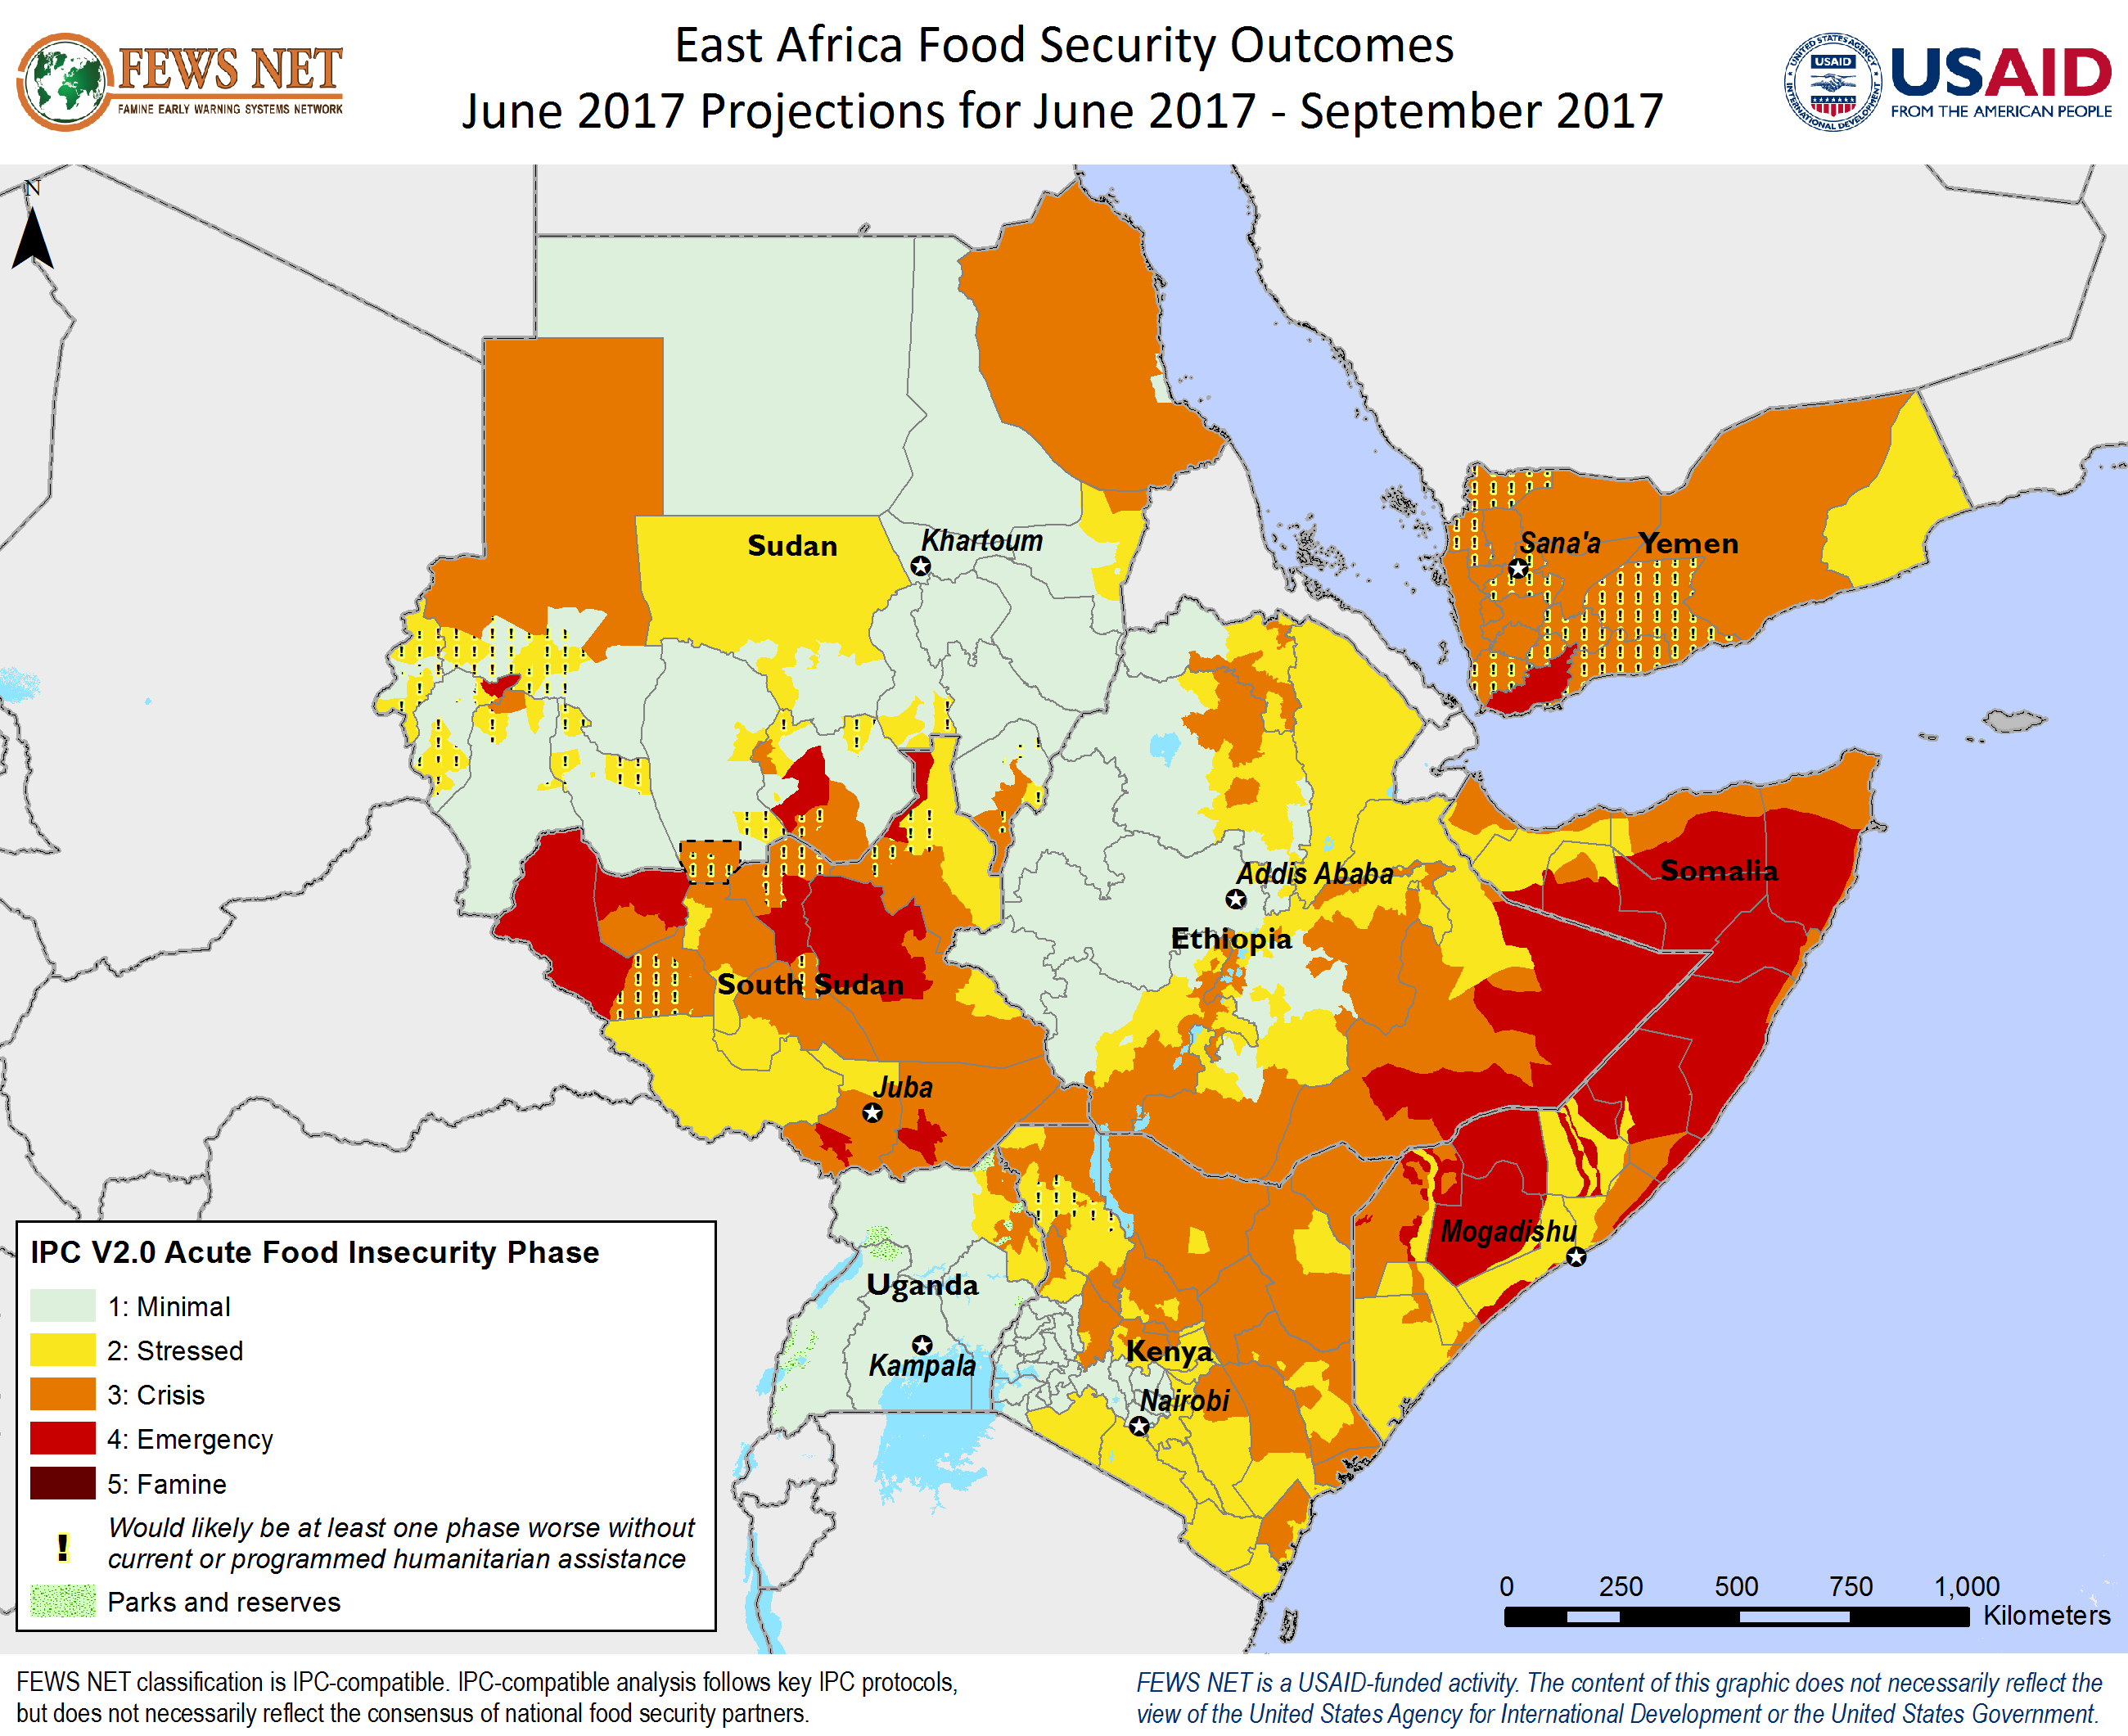 FEWS NET
FAMINE EARLY WARNING SYSTEMS NETWORK
East Africa Food Security Outcomes
June 2017 Projections for June 2017 - September 2017
UNITED STATES AGENCY
INTERNATIONAL DEVELOPMENT
USAID
USAID
FROM THE AMERICAN PEOPLE
N
Sudan
Khartoum
Sana'a
Yemen
Addis Ababa
Somalia
Ethiopia
South Sudan
Juba
Mogadishu
Uganda
Kampala
Kenya
Nairobi
IPC V2.0 Acute Food Insecurity Phase
1: Minimal
2: Stressed
3: Crisis
4: Emergency
5: Famine
! Would likely be at least one phase worse without
current or programmed humanitarian assistance
Parks and reserves
0 250 500 750 1,000
Kilometers
FEWS NET classification is IPC-compatible. IPC-compatible analysis follows key IPC protocols,
but does not necessarily reflect the consensus of national food security partners.
FEWS NET is a USAID-funded activity. The content of this graphic does not necessarily reflect the
view of the United States Agency for International Development or the United States Government.